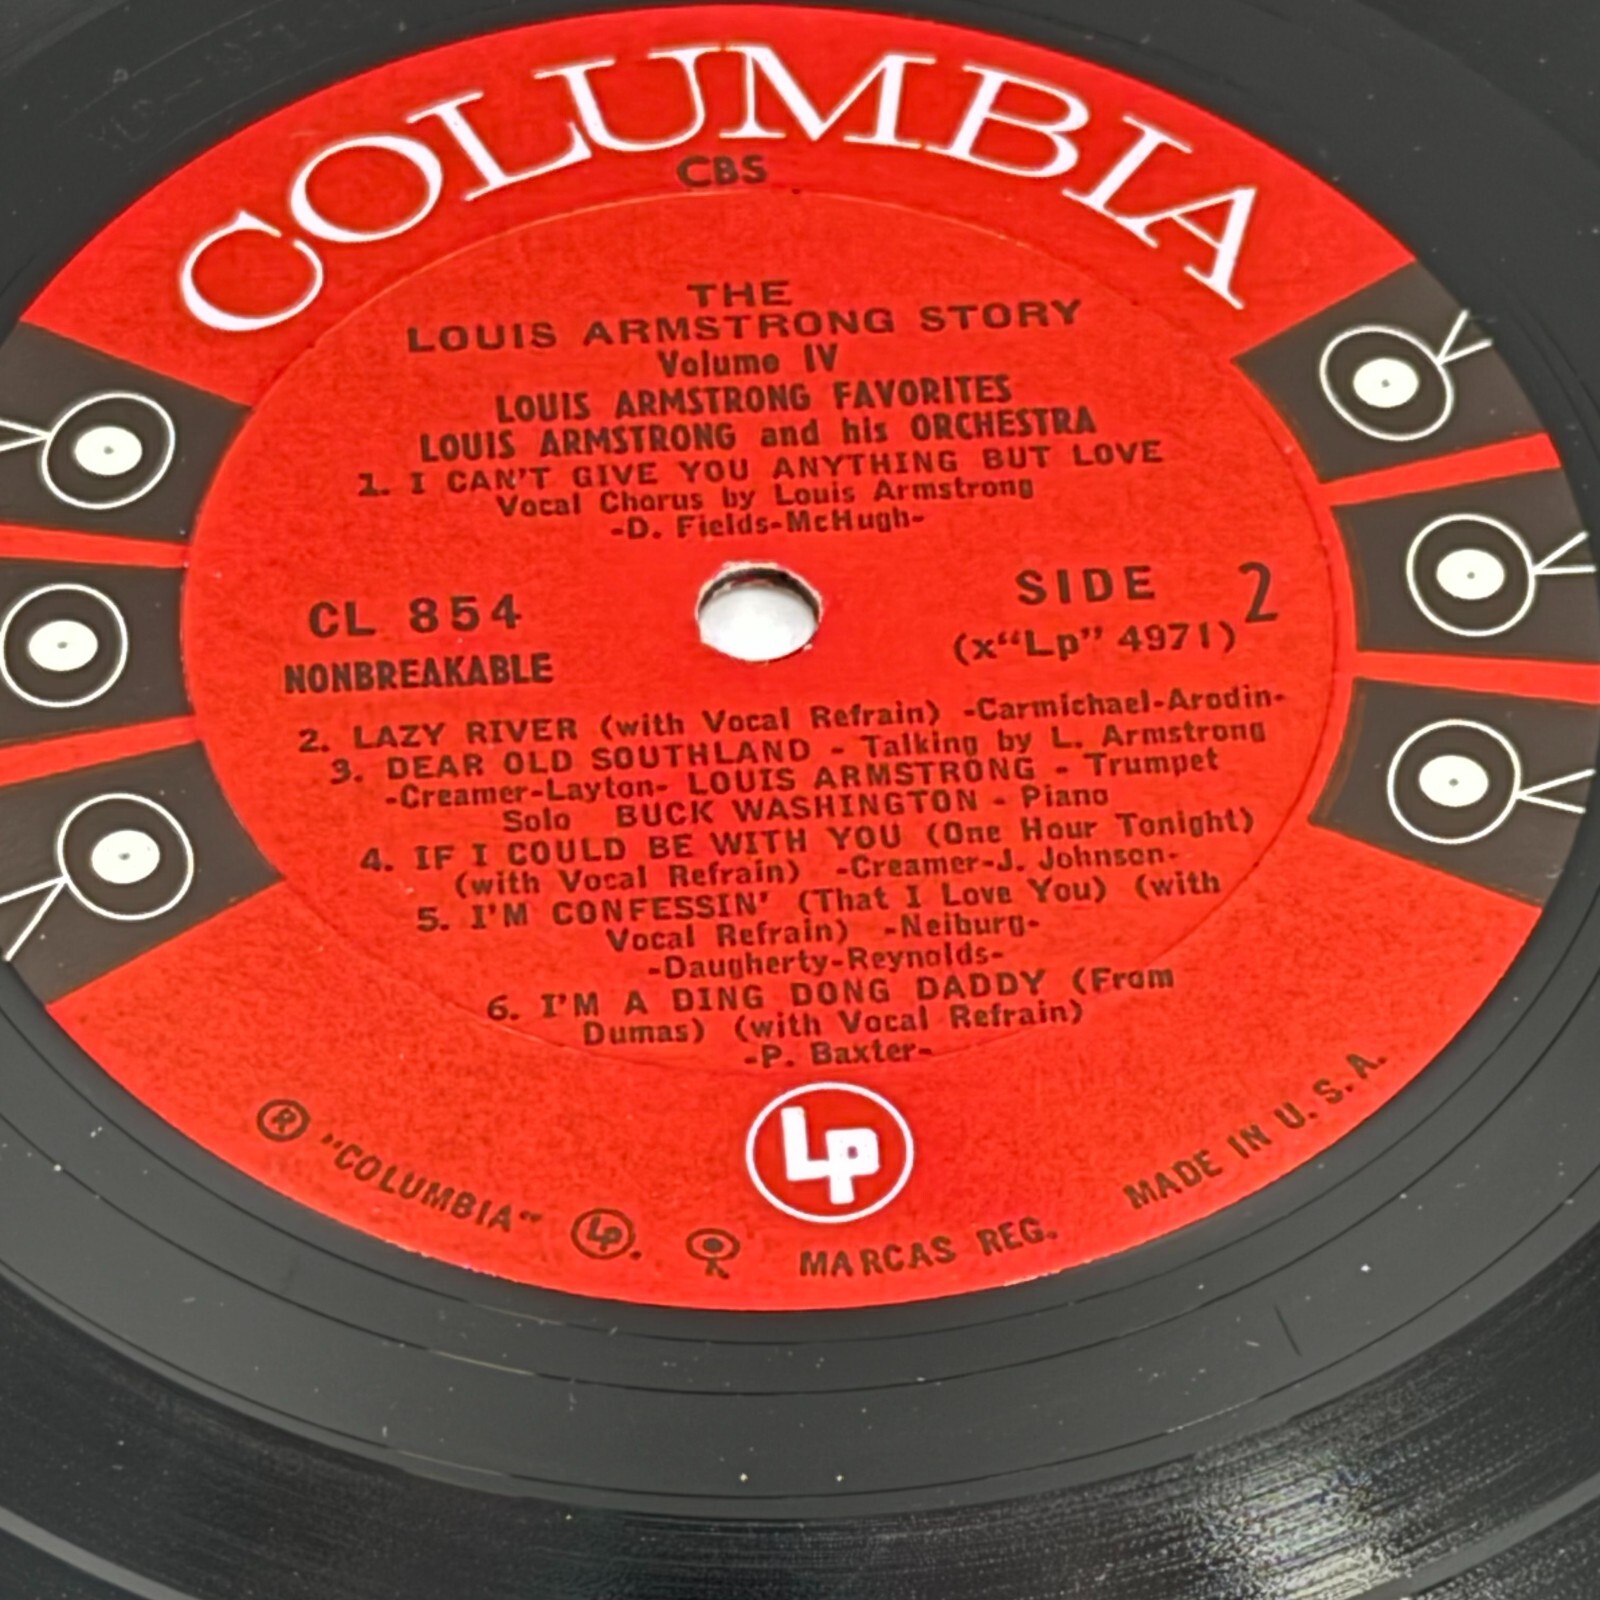 COLUMBIA
CBS
THE
LOUIS ARMSTRONG STORY
Volume IV
LOUIS ARMSTRONG FAVORITES
LOUIS ARMSTRONG and his ORCHESTRA
1. I CAN'T GIVE YOU ANYTHING BUT LOVE
Vocal Chorus by Louis Armstrong
-D. Fields-McHugh-
CL 854
NONBREAKABLE
SIDE 2
(x"Lp" 4971)
2. LAZY RIVER (with Vocal Refrain) -Carmichael-Arodin-
3. DEAR OLD SOUTHLAND - Talking by L. Armstrong
-Creamer-Layton- LOUIS ARMSTRONG - Trumpet
Solo BUCK WASHINGTON - Piano
4. IF I COULD BE WITH YOU (One Hour Tonight)
(with Vocal Refrain) -Creamer-J. Johnson-
5. I'M CONFESSIN' (That I Love You) (with
Vocal Refrain) -Neiburg-
-Daugherty-Reynolds-
6. I'M A DING DONG DADDY (From
Dumas) (with Vocal Refrain)
-P. Baxter-
Lp
® "COLUMBIA" Lp. MARCAS REG. MADE IN U.S.A.